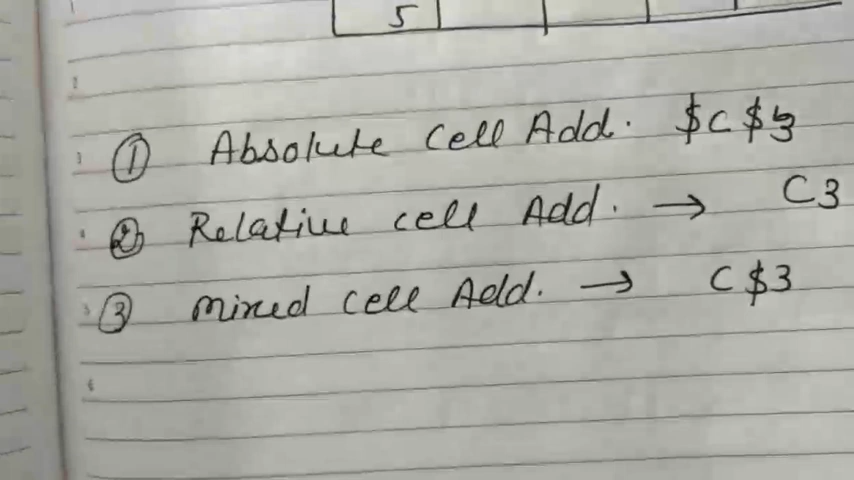 5
① Absolute cell Add. $C$3
② Relative cell Add. → C3
③ mixed cell Add. → C$3